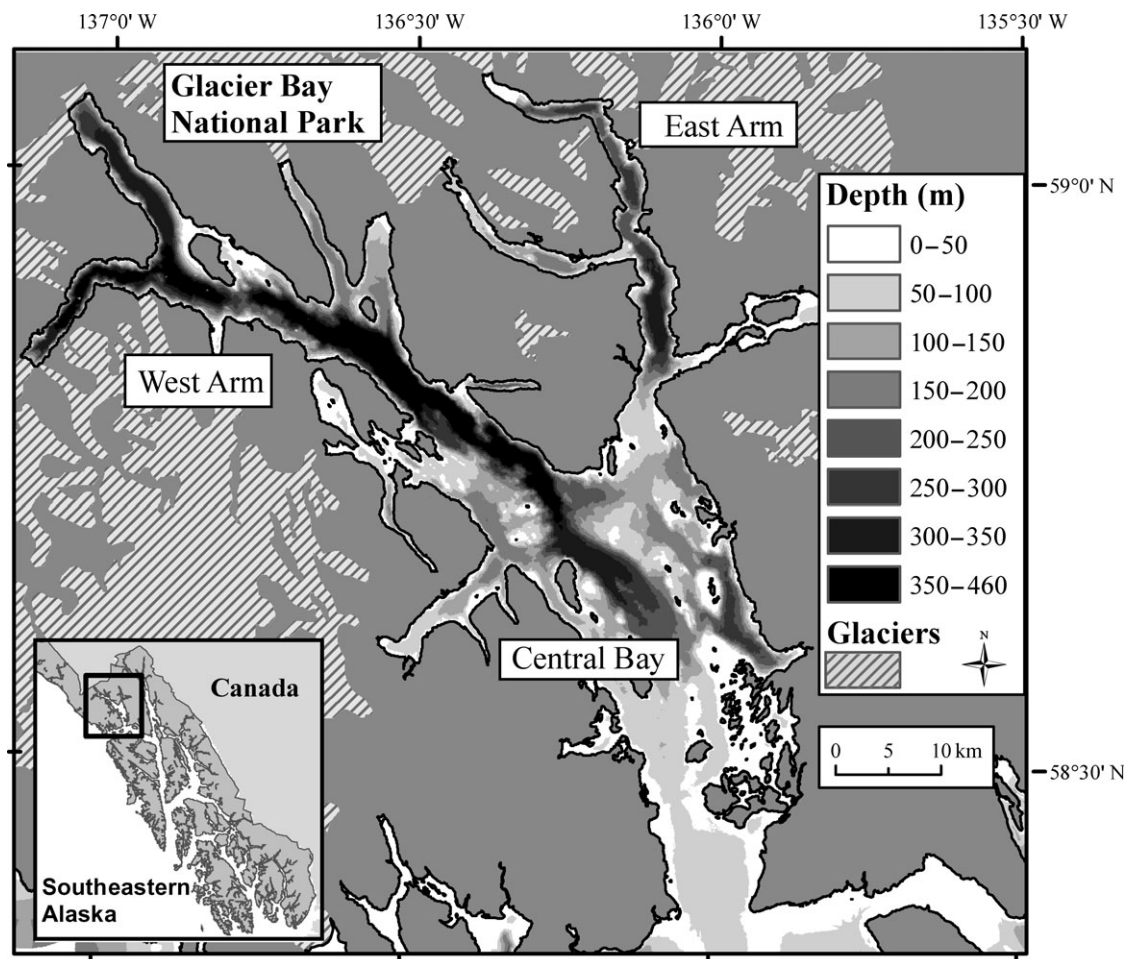 137°0' W
136°30' W
136°0' W
135°30' W
Glacier Bay
National Park
East Arm
59°0' N
Depth (m)
0–50
50–100
100–150
150–200
200–250
250–300
300–350
350–460
Glaciers
N
West Arm
Central Bay
Canada
Southeastern
Alaska
0 5 10 km
58°30' N